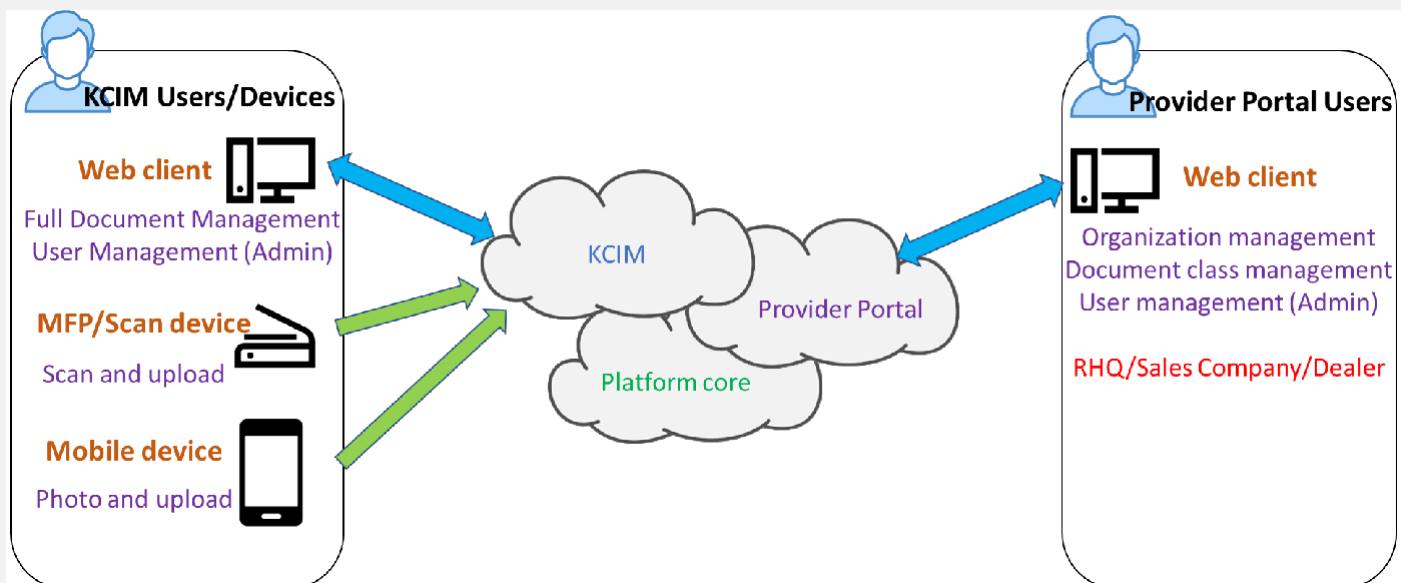 KCIM Users/Devices
Web client
Full Document Management
User Management (Admin)
MFP/Scan device
Scan and upload
Mobile device
Photo and upload
KCIM
Provider Portal
Platform core
Provider Portal Users
Web client
Organization management
Document class management
User management (Admin)
RHQ/Sales Company/Dealer